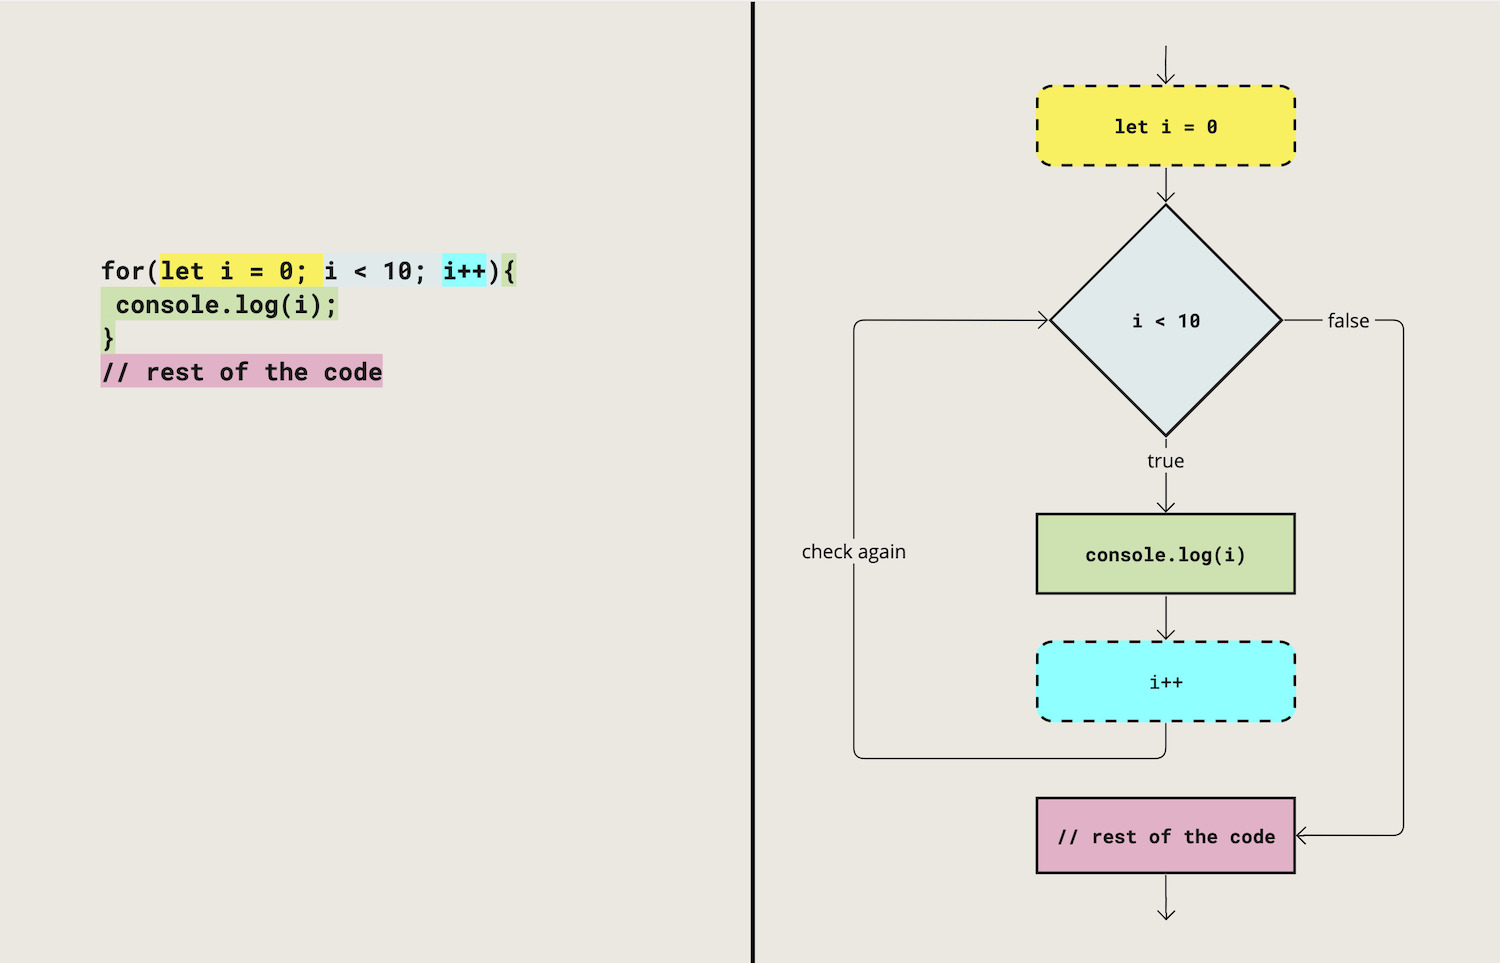 for(let i = 0; i < 10; i++){
 console.log(i);
}
// rest of the code
let i = 0
i < 10
false
true
check again
console.log(i)
i++
// rest of the code